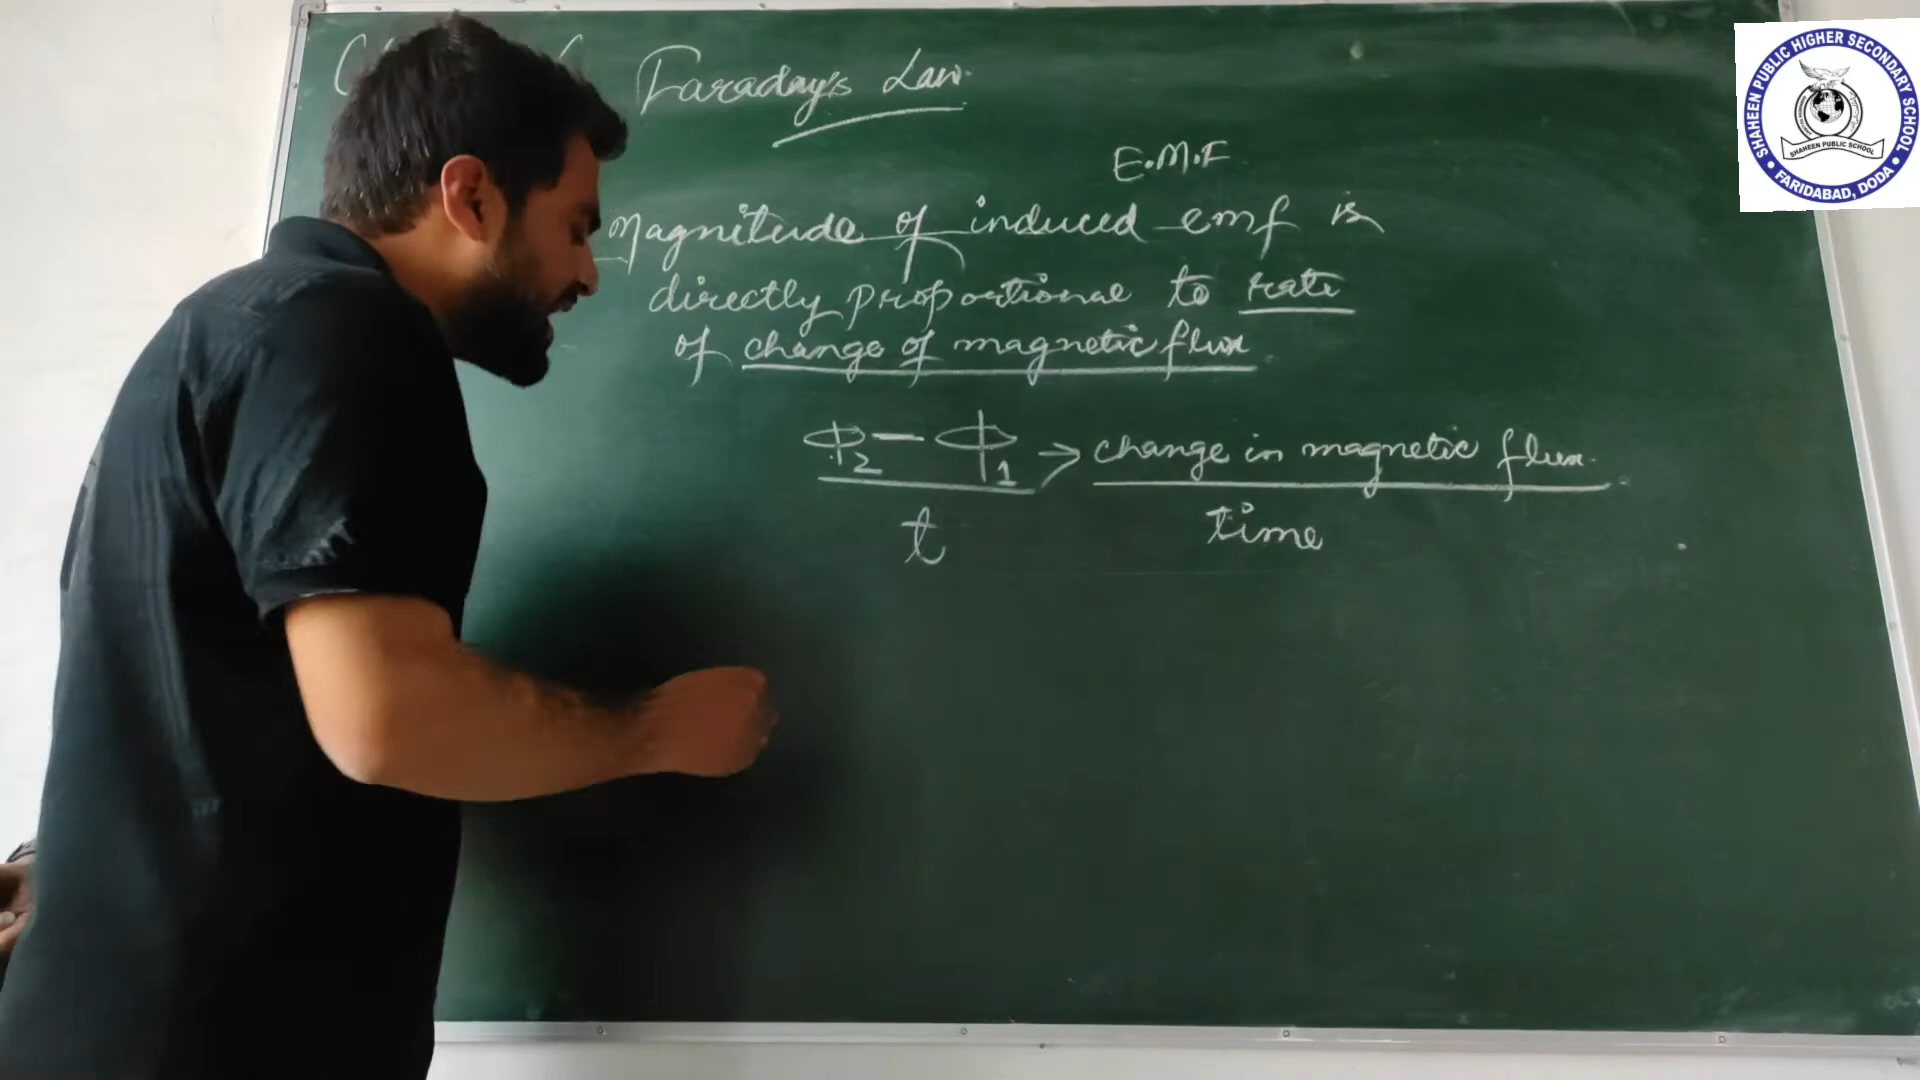 Faraday's Law
E.M.F
Magnitude of induced emf is
directly proportional to rate
of change of magnetic flux
Φ2 - Φ1 → change in magnetic flux
t time
SHAHEEN PUBLIC HIGHER SECONDARY SCHOOL
SHAHEEN PUBLIC SCHOOL
• FARIDABAD, DODA •